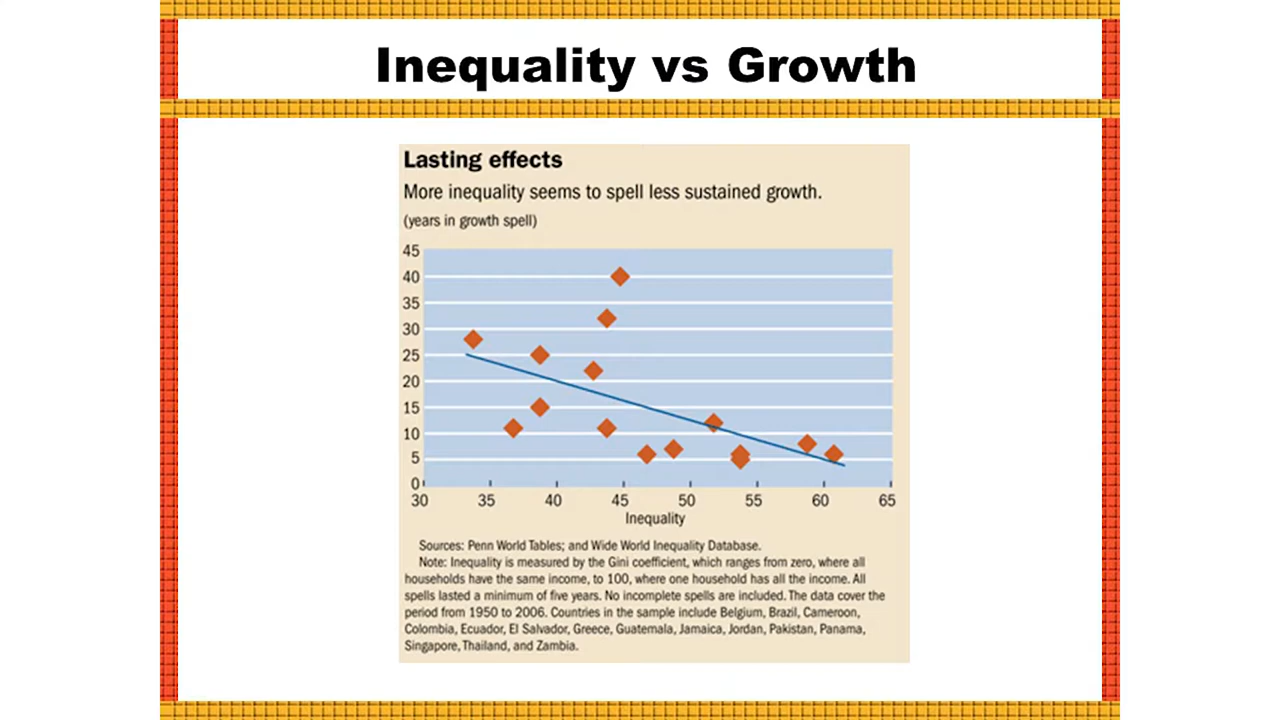 Inequality vs Growth
Lasting effects
More inequality seems to spell less sustained growth.
(years in growth spell)
45
40
35
30
25
20
15
10
5
0
30 35 40 45 50 55 60 65
Inequality
Sources: Penn World Tables; and Wide World Inequality Database.
Note: Inequality is measured by the Gini coefficient, which ranges from zero, where all
households have the same income, to 100, where one household has all the income. All
spells lasted a minimum of five years. No incomplete spells are included. The data cover the
period from 1950 to 2006. Countries in the sample include Belgium, Brazil, Cameroon,
Colombia, Ecuador, El Salvador, Greece, Guatemala, Jamaica, Jordan, Pakistan, Panama,
Singapore, Thailand, and Zambia.